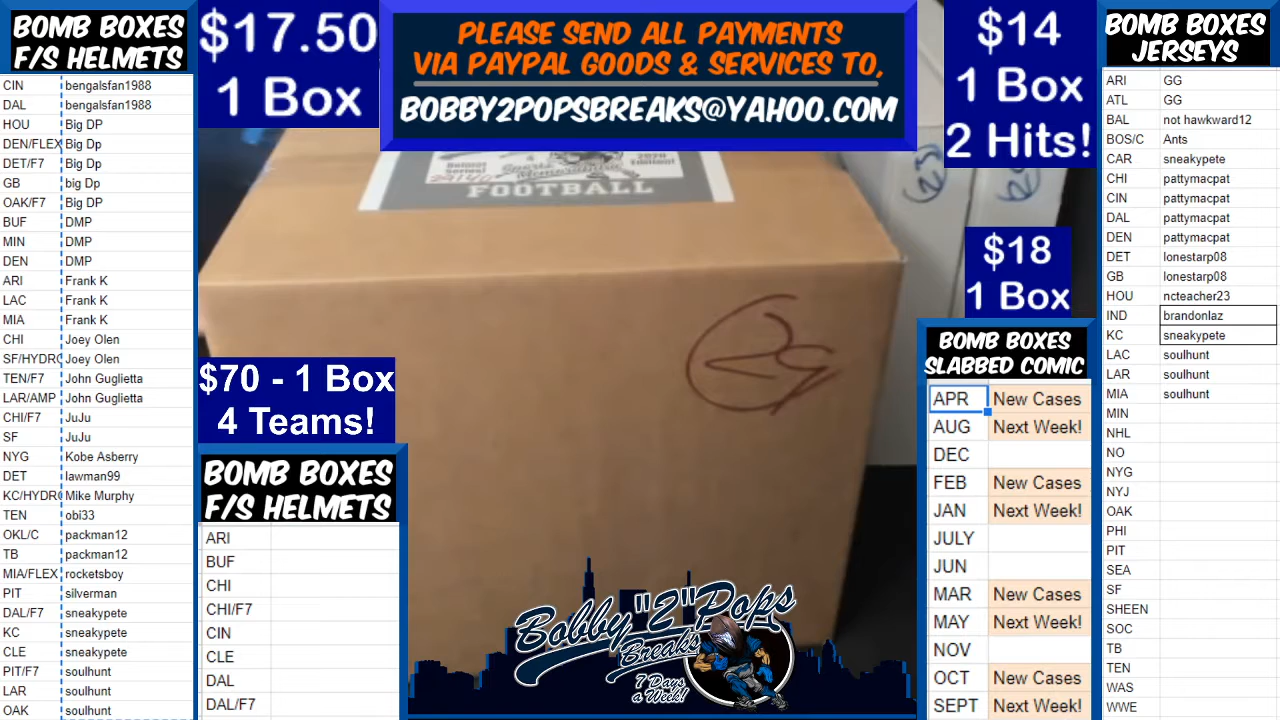 BOMB BOXES
F/S HELMETS
CIN bengalsfan1988
DAL bengalsfan1988
HOU Big DP
DEN/FLEX Big Dp
DET/F7 Big Dp
GB big Dp
OAK/F7 Big DP
BUF DMP
MIN DMP
DEN DMP
ARI Frank K
LAC Frank K
MIA Frank K
CHI Joey Olen
SF/HYDRO Joey Olen
TEN/F7 John Guglietta
LAR/AMP John Guglietta
CHI/F7 JuJu
SF JuJu
NYG Kobe Asberry
DET lawman99
KC/HYDRO Mike Murphy
TEN obi33
OKL/C packman12
TB packman12
MIA/FLEX rocketsboy
PIT silverman
DAL/F7 sneakypete
KC sneakypete
CLE sneakypete
PIT/F7 soulhunt
LAR soulhunt
OAK soulhunt
$17.50
1 Box
PLEASE SEND ALL PAYMENTS
VIA PAYPAL GOODS & SERVICES TO,
BOBBY2POPSBREAKS@YAHOO.COM
2020
Edition!
Series!
FOOTBALL
$70 - 1 Box
4 Teams!
BOMB BOXES
F/S HELMETS
ARI
BUF
CHI
CHI/F7
CIN
CLE
DAL
DAL/F7
Bobby "2" Pops
Breaks
7 Days
a Week!
$14
1 Box
2 Hits!
$18
1 Box
BOMB BOXES
SLABBED COMIC
APR New Cases
AUG Next Week!
DEC
FEB New Cases
JAN Next Week!
JULY
JUN
MAR New Cases
MAY Next Week!
NOV
OCT New Cases
SEPT Next Week!
BOMB BOXES
JERSEYS
ARI GG
ATL GG
BAL not hawkward12
BOS/C Ants
CAR sneakypete
CHI pattymacpat
CIN pattymacpat
DAL pattymacpat
DEN pattymacpat
DET lonestarp08
GB lonestarp08
HOU ncteacher23
IND brandonlaz
KC sneakypete
LAC soulhunt
LAR soulhunt
MIA soulhunt
MIN
NHL
NO
NYG
NYJ
OAK
PHI
PIT
SEA
SF
SHEEN
SOC
TB
TEN
WAS
WWE